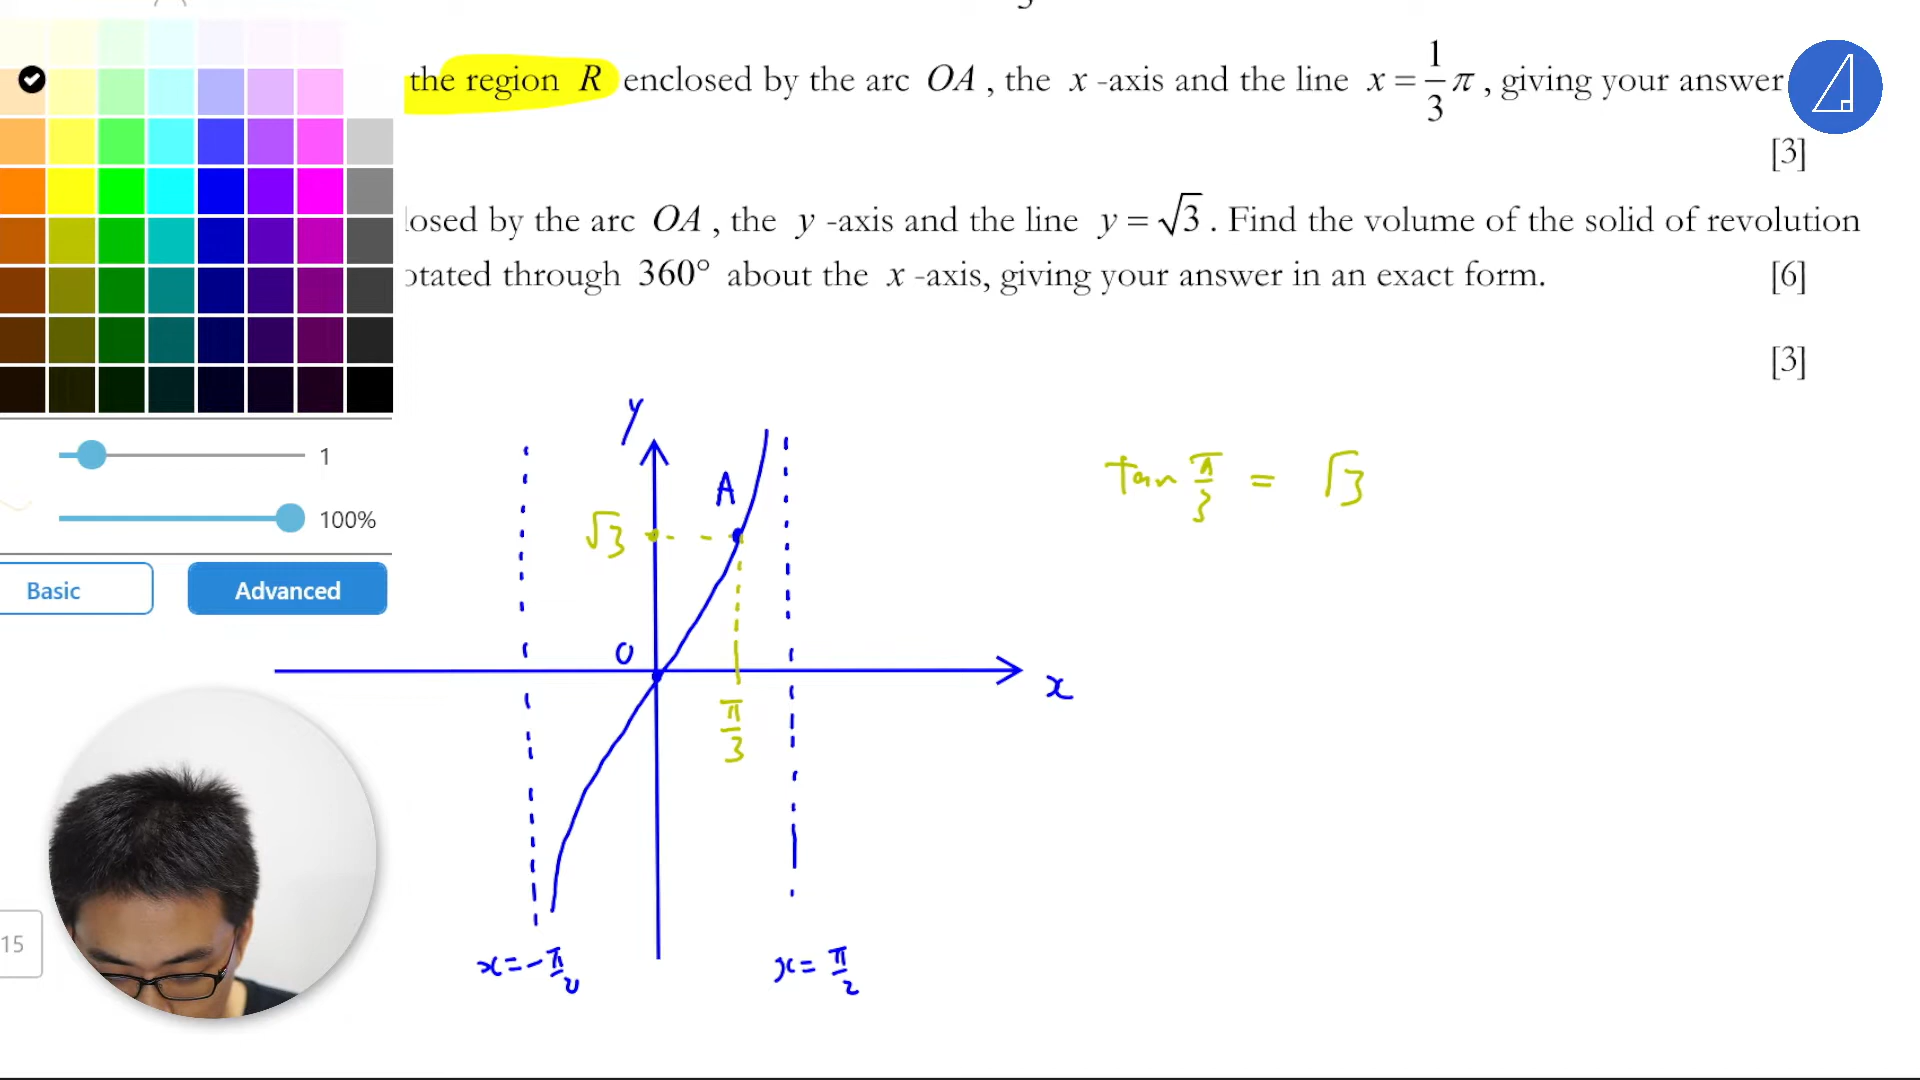 the region R enclosed by the arc OA, the x-axis and the line x = 1/3 π, giving your answer
[3]
losed by the arc OA, the y-axis and the line y = √3. Find the volume of the solid of revolution
otated through 360° about the x-axis, giving your answer in an exact form. [6]
[3]
1
100%
Basic Advanced
y
A
√3
tan π/3 = √3
O
x
π/3
15
x = -π/2
x = π/2